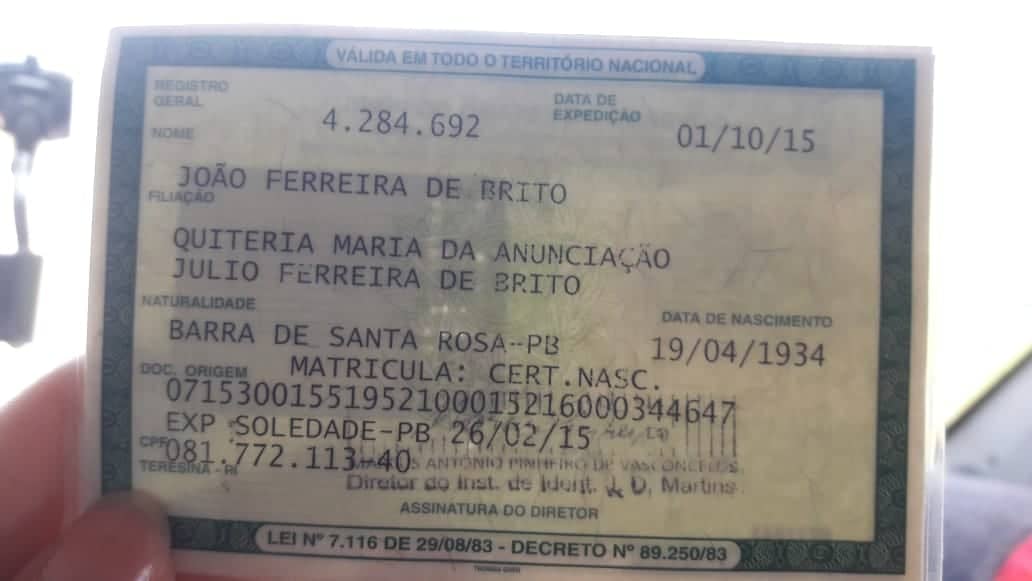 VÁLIDA EM TODO O TERRITÓRIO NACIONAL
REGISTRO GERAL 4.284.692 DATA DE EXPEDIÇÃO 01/10/15
NOME
JOÃO FERREIRA DE BRITO
FILIAÇÃO
QUITERIA MARIA DA ANUNCIAÇÃO
JULIO FERREIRA DE BRITO
NATURALIDADE
BARRA DE SANTA ROSA-PB
DATA DE NASCIMENTO
19/04/1934
DOC. ORIGEM MATRICULA: CERT.NASC.
07153001551952100015216000344647
EXP SOLEDADE-PB 26/02/15
CPF 081.772.113-40
TERESINA - PI
ANTÔNIO PINHEIRO DE VASCONCELOS
Diretor do Inst. de Ident. J. D. Martins
ASSINATURA DO DIRETOR
LEI Nº 7.116 DE 29/08/83 - DECRETO Nº 89.250/83